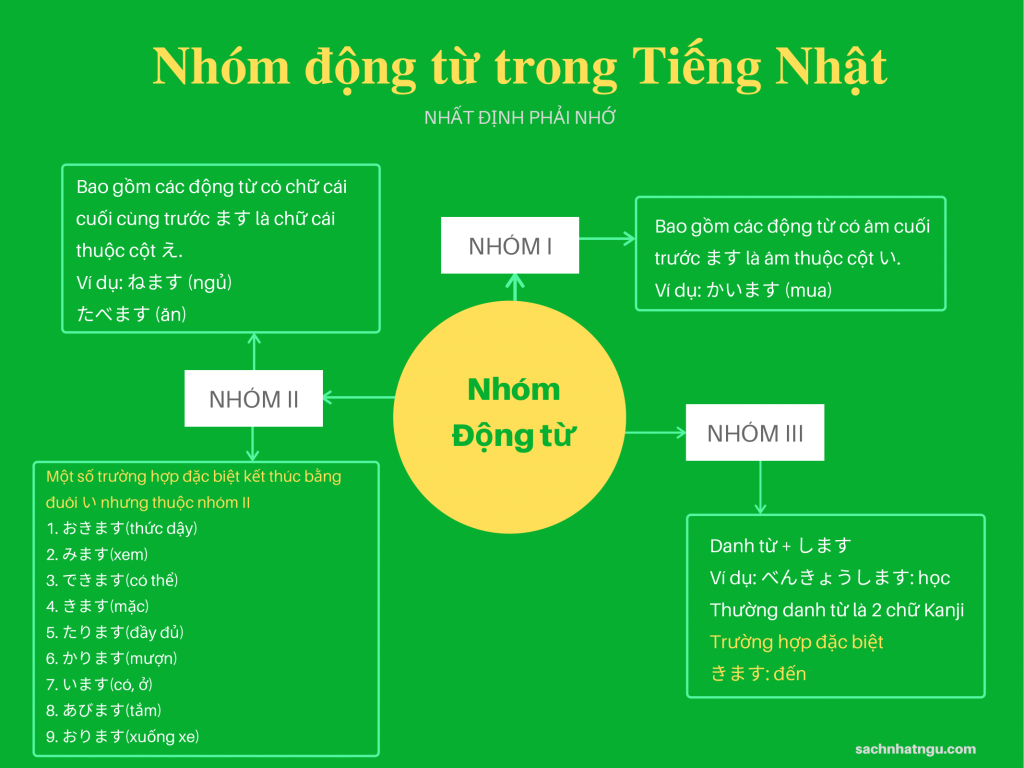 Nhóm động từ trong Tiếng Nhật
NHẤT ĐỊNH PHẢI NHỚ
Bao gồm các động từ có chữ cái
cuối cùng trước ます là chữ cái
thuộc cột え.
Ví dụ: ねます (ngủ)
たべます (ăn)
NHÓM I
Bao gồm các động từ có âm cuối
trước ます là âm thuộc cột い.
Ví dụ: かいます (mua)
NHÓM II
Nhóm
Động từ
NHÓM III
Một số trường hợp đặc biệt kết thúc bằng
đuôi い nhưng thuộc nhóm II
1. おきます(thức dậy)
2. みます(xem)
3. できます(có thể)
4. きます(mặc)
5. たります(đầy đủ)
6. かります(mượn)
7. います(có, ở)
8. あびます(tắm)
9. おります(xuống xe)
Danh từ + します
Ví dụ: べんきょうします: học
Thường danh từ là 2 chữ Kanji
Trường hợp đặc biệt
きます: đến
sachnhatngu.com